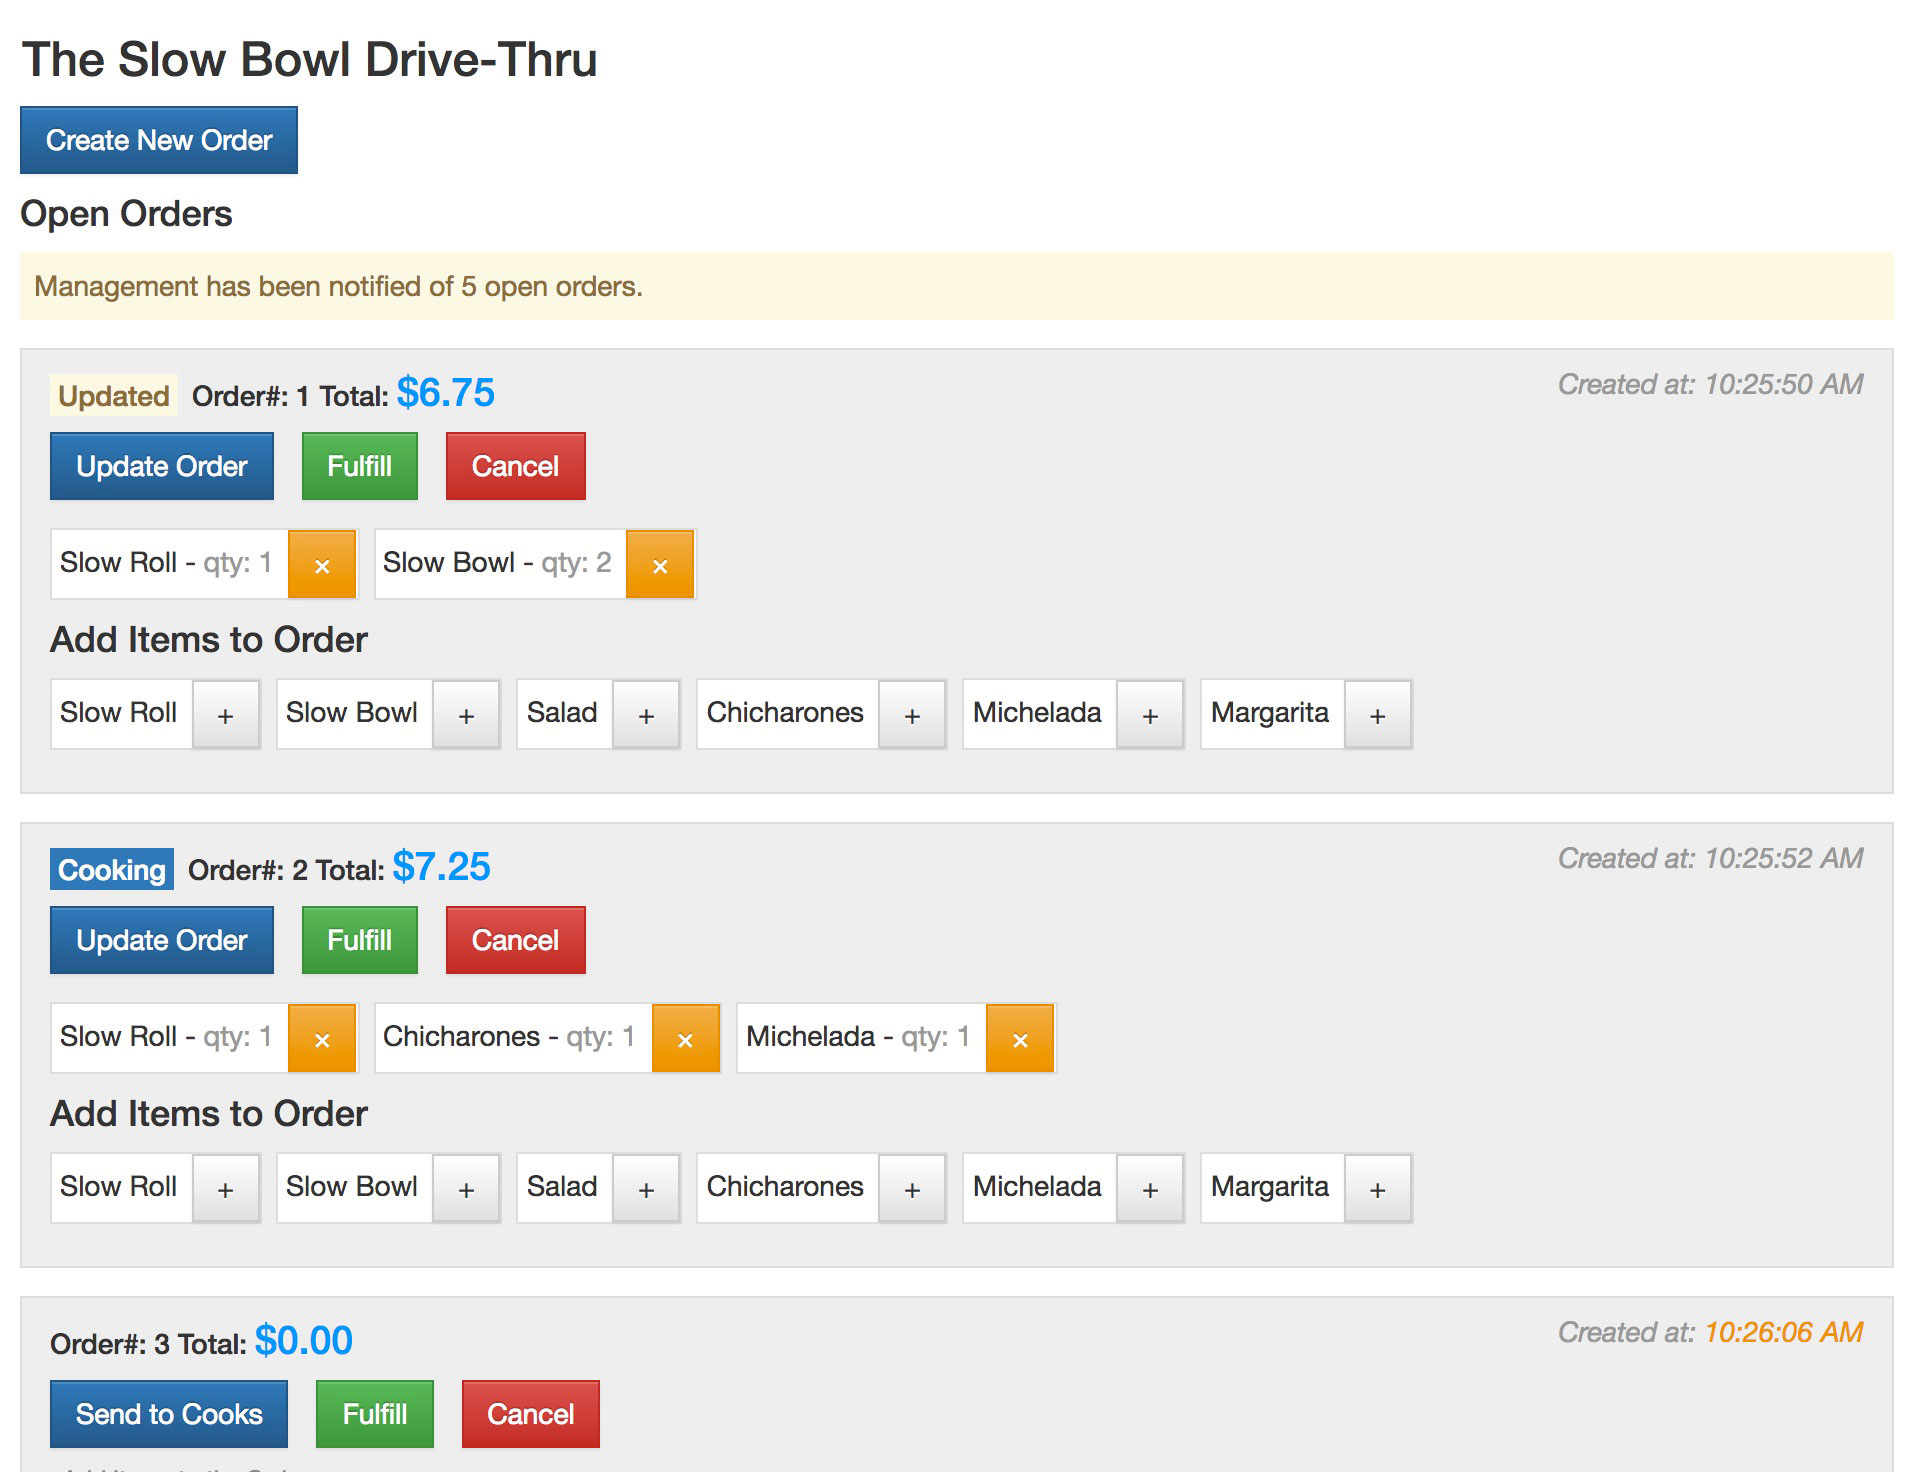 The Slow Bowl Drive-Thru
Create New Order
Open Orders
Management has been notified of 5 open orders.
Updated Order#: 1 Total: $6.75 Created at: 10:25:50 AM
Update Order Fulfill Cancel
Slow Roll - qty: 1 × Slow Bowl - qty: 2 ×
Add Items to Order
Slow Roll + Slow Bowl + Salad + Chicharones + Michelada + Margarita +
Cooking Order#: 2 Total: $7.25 Created at: 10:25:52 AM
Update Order Fulfill Cancel
Slow Roll - qty: 1 × Chicharones - qty: 1 × Michelada - qty: 1 ×
Add Items to Order
Slow Roll + Slow Bowl + Salad + Chicharones + Michelada + Margarita +
Order#: 3 Total: $0.00 Created at: 10:26:06 AM
Send to Cooks Fulfill Cancel